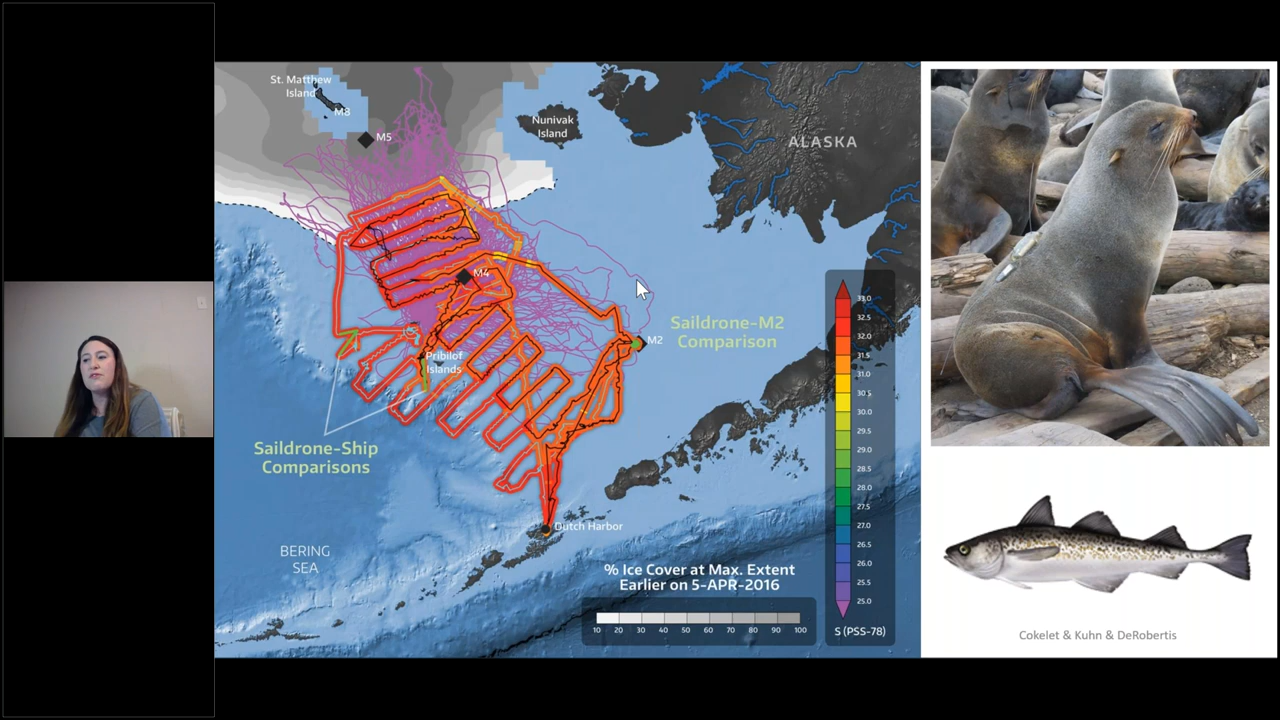 St. Matthew
Island
M8
M5
Nunivak
Island
ALASKA
M4
M2
Saildrone-M2
Comparison
Pribilof
Islands
Saildrone-Ship
Comparisons
Dutch Harbor
BERING
SEA
% Ice Cover at Max. Extent
Earlier on 5-APR-2016
10 20 30 40 50 60 70 80 90 100
33.0
32.5
32.0
31.5
31.0
30.5
30.0
29.5
29.0
28.5
28.0
27.5
27.0
26.5
26.0
25.5
25.0
S (PSS-78)
Cokelet & Kuhn & DeRobertis